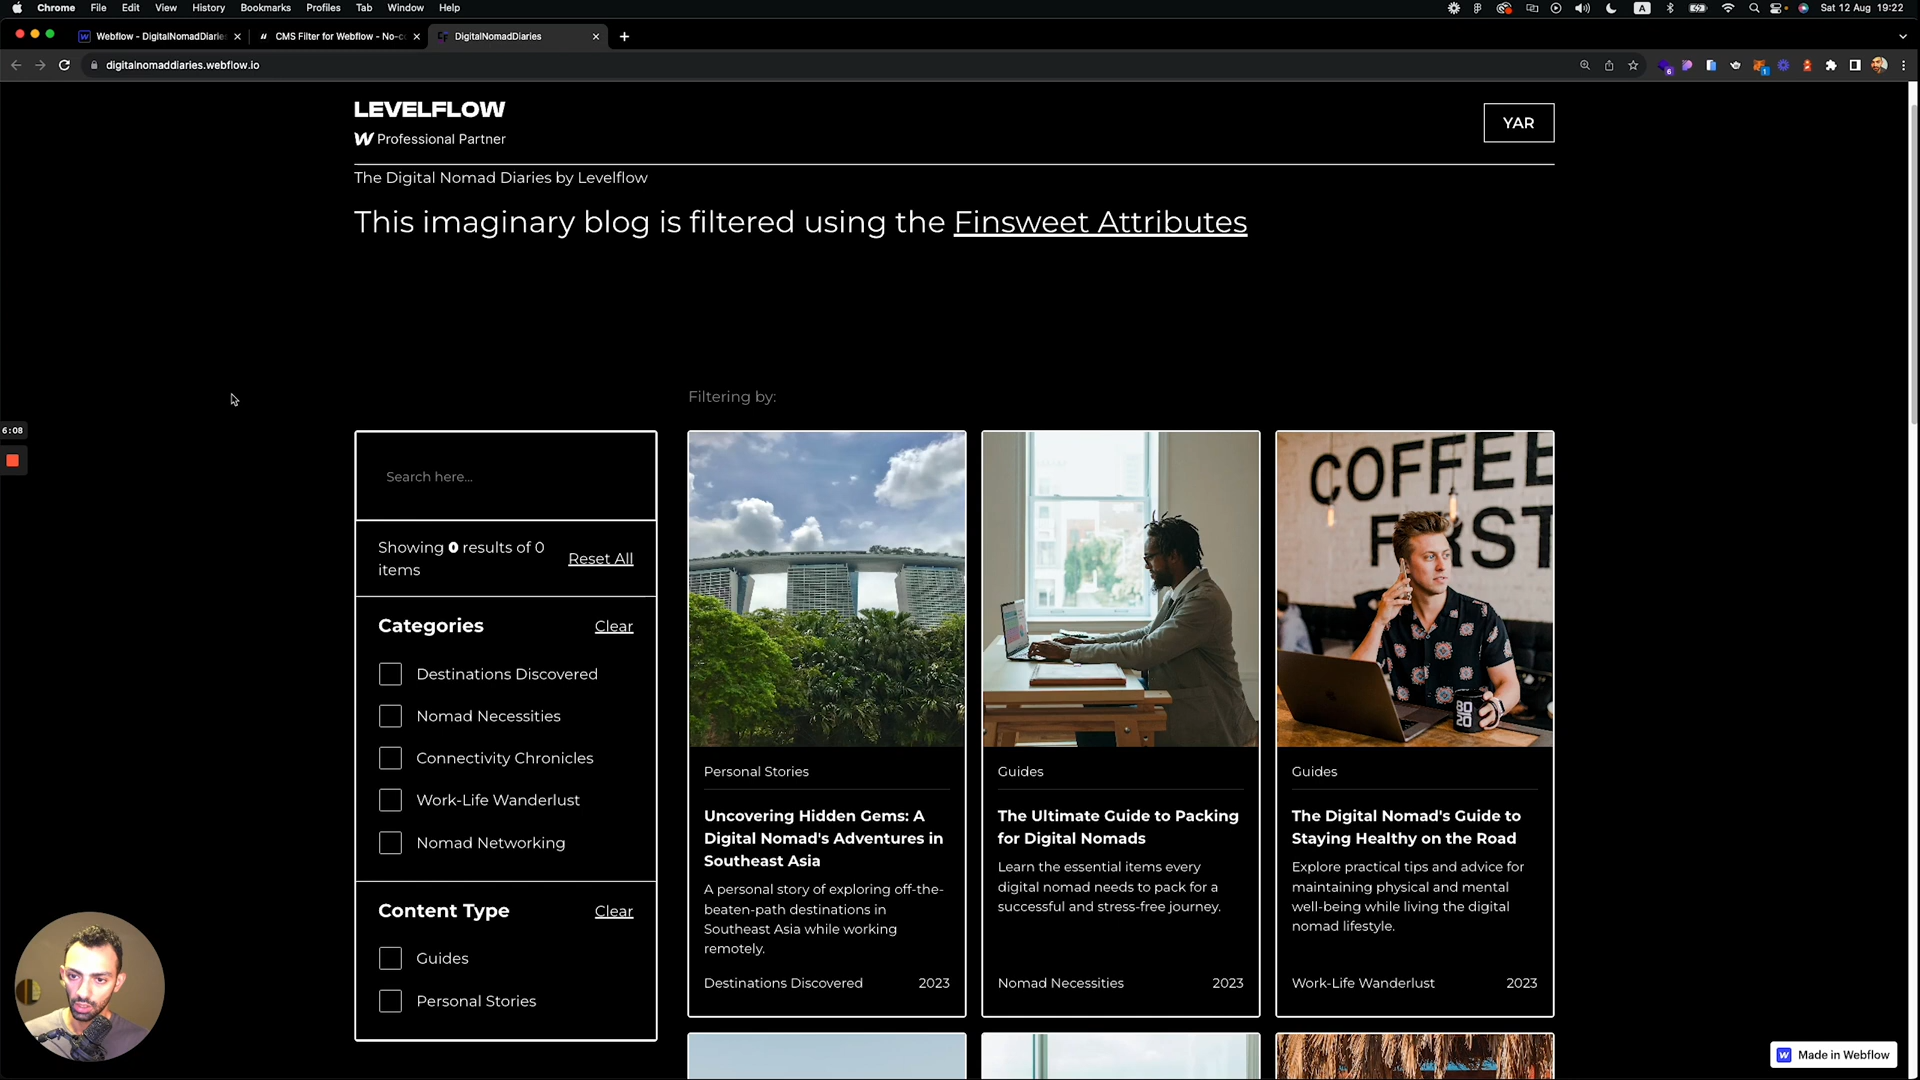 Chrome File Edit View History Bookmarks Profiles Tab Window Help
A Sat 12 Aug 19:22
Webflow - DigitalNomadDiaries
CMS Filter for Webflow - No-c
DigitalNomadDiaries
digitalnomaddiaries.webflow.io
LEVELFLOW
Professional Partner
YAR
The Digital Nomad Diaries by Levelflow
This imaginary blog is filtered using the Finsweet Attributes
Filtering by:
6:08
Search here...
Showing 0 results of 0
items
Reset All
Categories
Clear
Destinations Discovered
Nomad Necessities
Connectivity Chronicles
Work-Life Wanderlust
Nomad Networking
Content Type
Clear
Guides
Personal Stories
Personal Stories
Uncovering Hidden Gems: A
Digital Nomad's Adventures in
Southeast Asia
A personal story of exploring off-the-
beaten-path destinations in
Southeast Asia while working
remotely.
Destinations Discovered 2023
Guides
The Ultimate Guide to Packing
for Digital Nomads
Learn the essential items every
digital nomad needs to pack for a
successful and stress-free journey.
Nomad Necessities 2023
COFFEE
FIRST
80
20
Guides
The Digital Nomad's Guide to
Staying Healthy on the Road
Explore practical tips and advice for
maintaining physical and mental
well-being while living the digital
nomad lifestyle.
Work-Life Wanderlust 2023
Made in Webflow